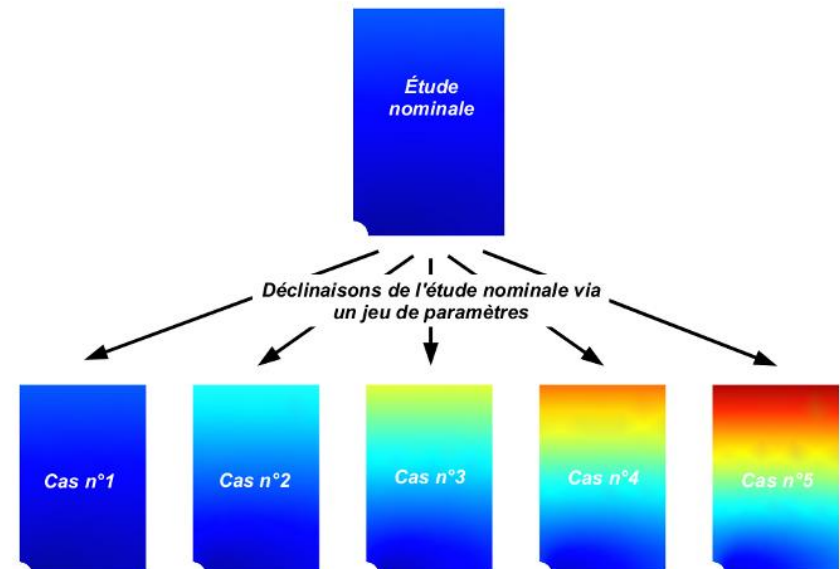 Étude
nominale
Déclinaisons de l'étude nominale via
un jeu de paramètres
Cas n°1
Cas n°2
Cas n°3
Cas n°4
Cas n°5